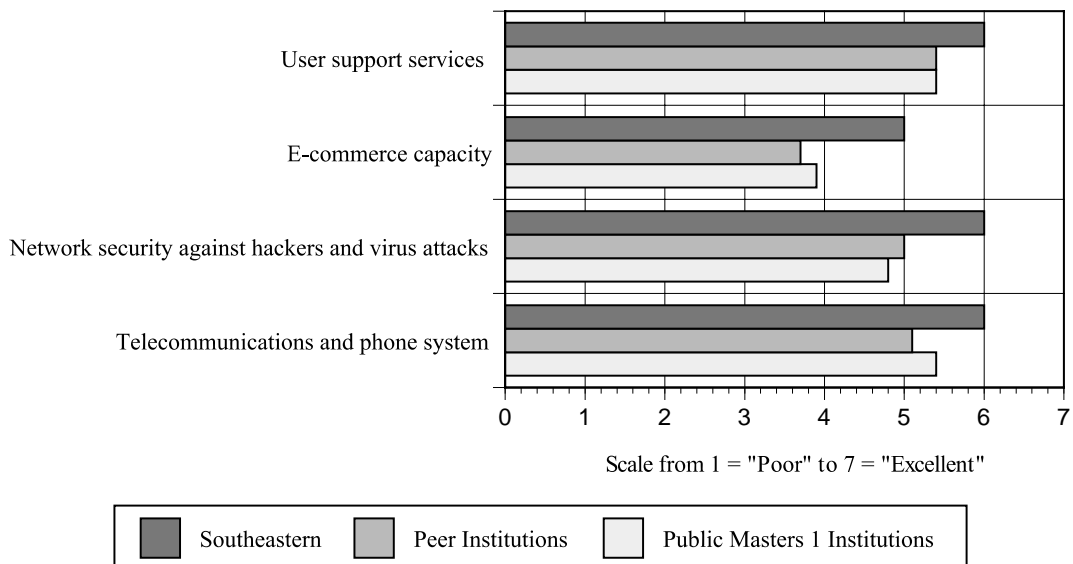 User support services
E-commerce capacity
Network security against hackers and virus attacks
Telecommunications and phone system
0 1 2 3 4 5 6 7
Scale from 1 = "Poor" to 7 = "Excellent"
Southeastern Peer Institutions Public Masters 1 Institutions